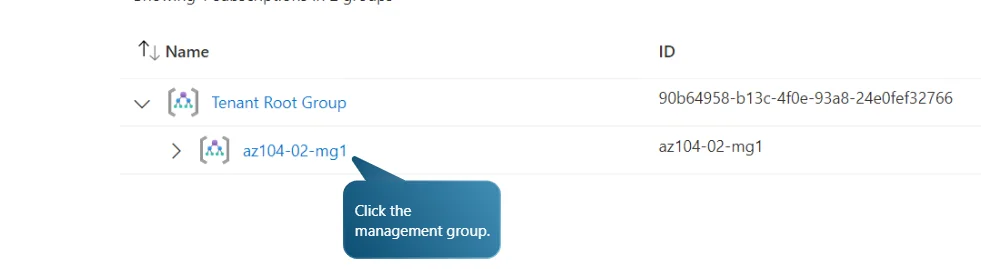 Name ID
Tenant Root Group 90b64958-b13c-4f0e-93a8-24e0fef32766
az104-02-mg1 az104-02-mg1
Click the
management group.